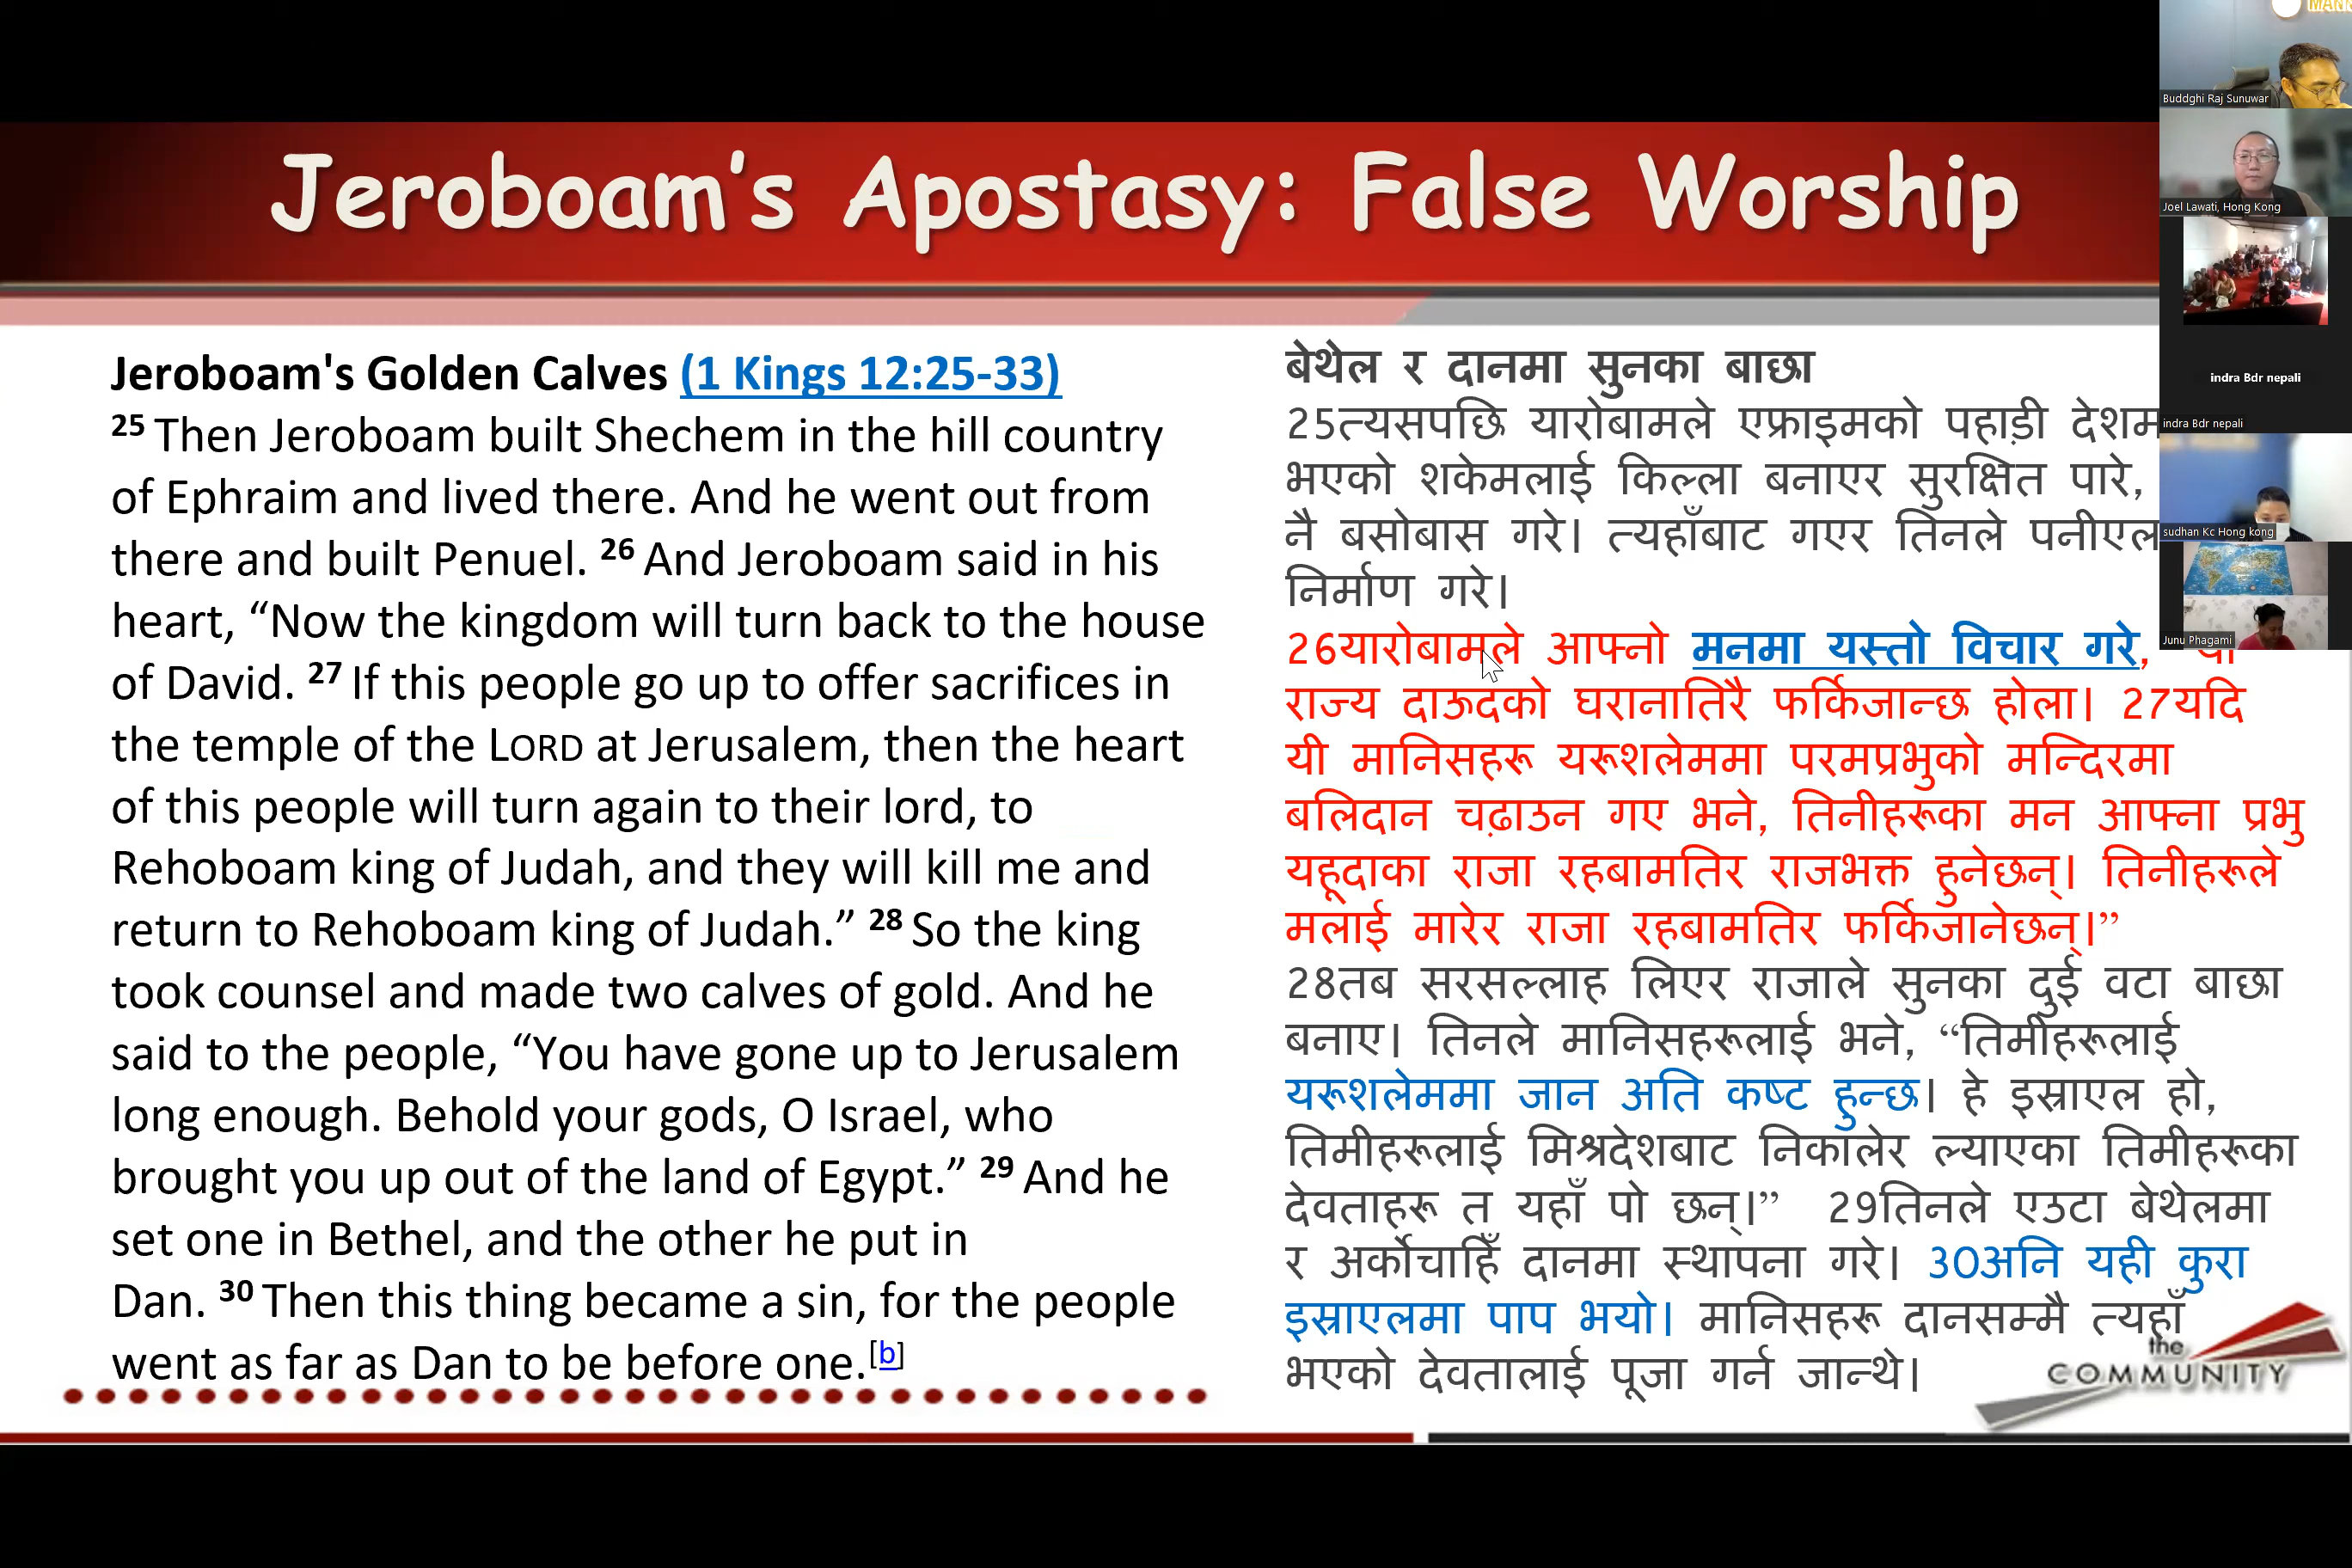 Jeroboam's Apostasy: False Worship
Jeroboam's Golden Calves (1 Kings 12:25-33)
25 Then Jeroboam built Shechem in the hill country
of Ephraim and lived there. And he went out from
there and built Penuel. 26 And Jeroboam said in his
heart, “Now the kingdom will turn back to the house
of David. 27 If this people go up to offer sacrifices in
the temple of the LORD at Jerusalem, then the heart
of this people will turn again to their lord, to
Rehoboam king of Judah, and they will kill me and
return to Rehoboam king of Judah.” 28 So the king
took counsel and made two calves of gold. And he
said to the people, “You have gone up to Jerusalem
long enough. Behold your gods, O Israel, who
brought you up out of the land of Egypt.” 29 And he
set one in Bethel, and the other he put in
Dan. 30 Then this thing became a sin, for the people
went as far as Dan to be before one.[b]
बेथेल र दानमा सुनका बाछा
25त्यसपछि यारोबामले एफ्राइमको पहाड़ी
भएको शकेमलाई किल्ला बनाएर सुरक्षित पारे,
नै बसोबास गरे। त्यहाँबाट गएर तिनले पनीएल
निर्माण गरे।
26यारोबामले आफ्नो मनमा यस्तो विचार गरे,
राज्य दाऊदको घरानातिरै फर्किजान्छ होला। 27यदि
यी मानिसहरू यरूशलेममा परमप्रभुको मन्दिरमा
बलिदान चढ़ाउन गए भने, तिनीहरूका मन आफ्ना प्रभु
यहूदाका राजा रहबामतिर राजभक्त हुनेछन्। तिनीहरूले
मलाई मारेर राजा रहबामतिर फर्किजानेछन्।”
28तब सरसल्लाह लिएर राजाले सुनका दुई वटा बाछा
बनाए। तिनले मानिसहरूलाई भने, “तिमीहरूलाई
यरूशलेममा जान अति कष्ट हुन्छ। हे इस्राएल हो,
तिमीहरूलाई मिश्रदेशबाट निकालेर ल्याएका तिमीहरूका
देवताहरू त यहाँ पो छन्।” 29तिनले एउटा बेथेलमा
र अर्कोचाहिँ दानमा स्थापना गरे। 30अनि यही कुरा
इस्राएलमा पाप भयो। मानिसहरू दानसम्मै त्यहाँ
भएको देवतालाई पूजा गर्न जान्थे।
the
COMMUNITY
Buddghi Raj Sunuwar
Joel Lawati, Hong Kong
indra Bdr nepali
indra Bdr nepali
sudhan Kc Hong kong
Junu Phagami